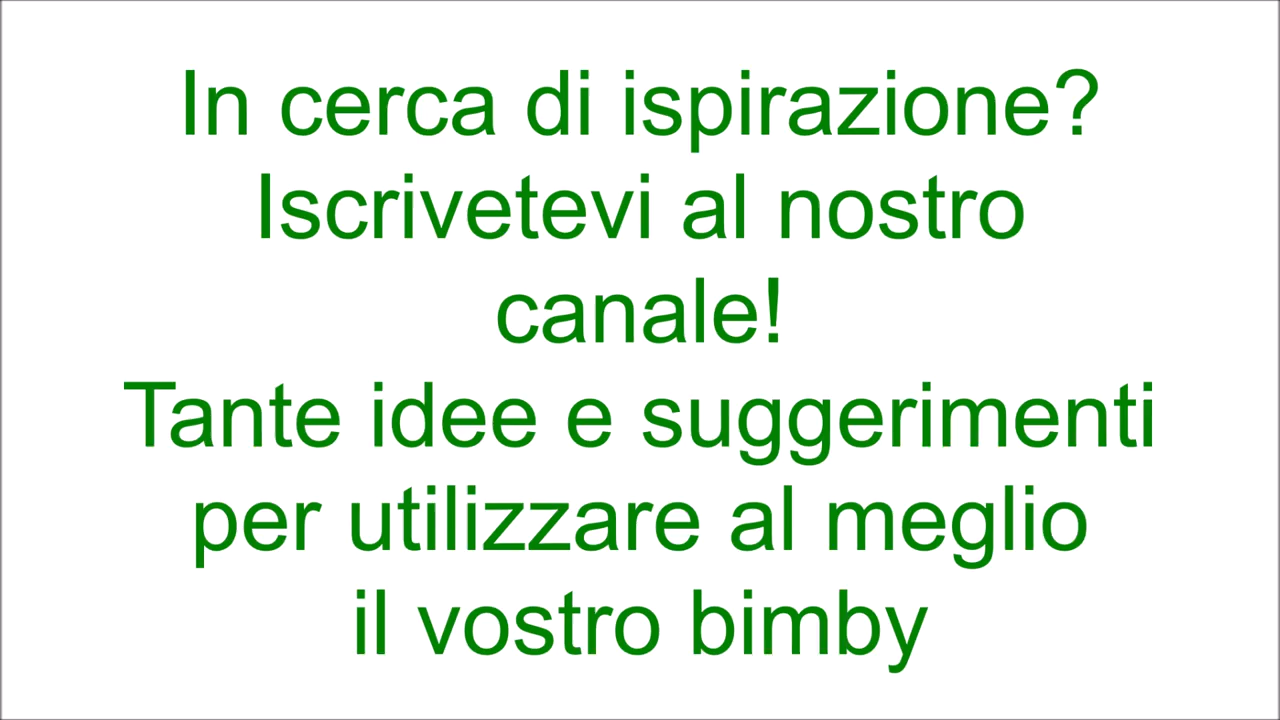 In cerca di ispirazione?
Iscrivetevi al nostro
canale!
Tante idee e suggerimenti
per utilizzare al meglio
il vostro bimby